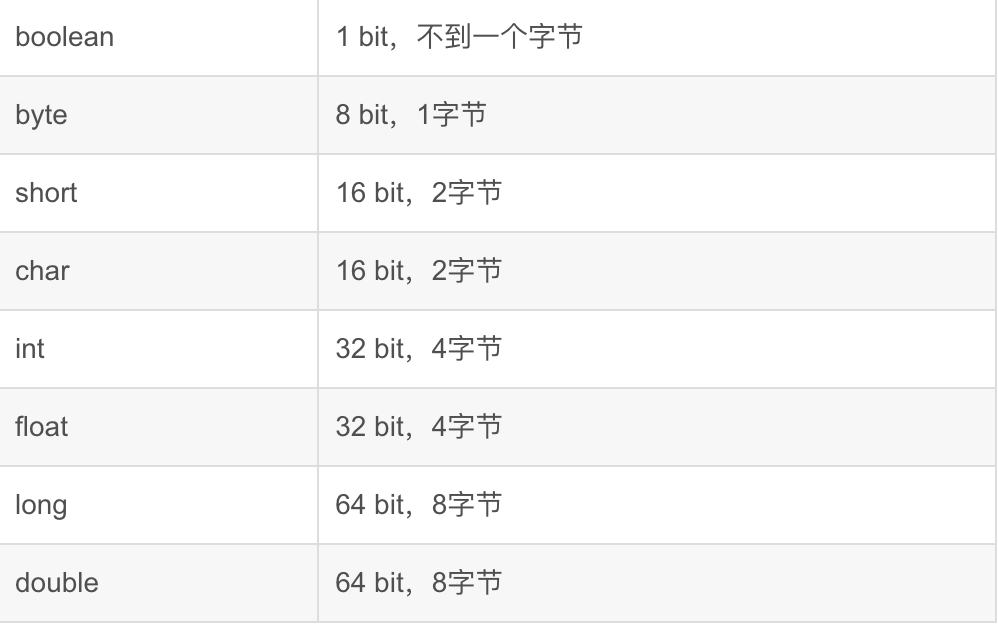 boolean 1 bit，不到一个字节
byte 8 bit，1字节
short 16 bit，2字节
char 16 bit，2字节
int 32 bit，4字节
float 32 bit，4字节
long 64 bit，8字节
double 64 bit，8字节